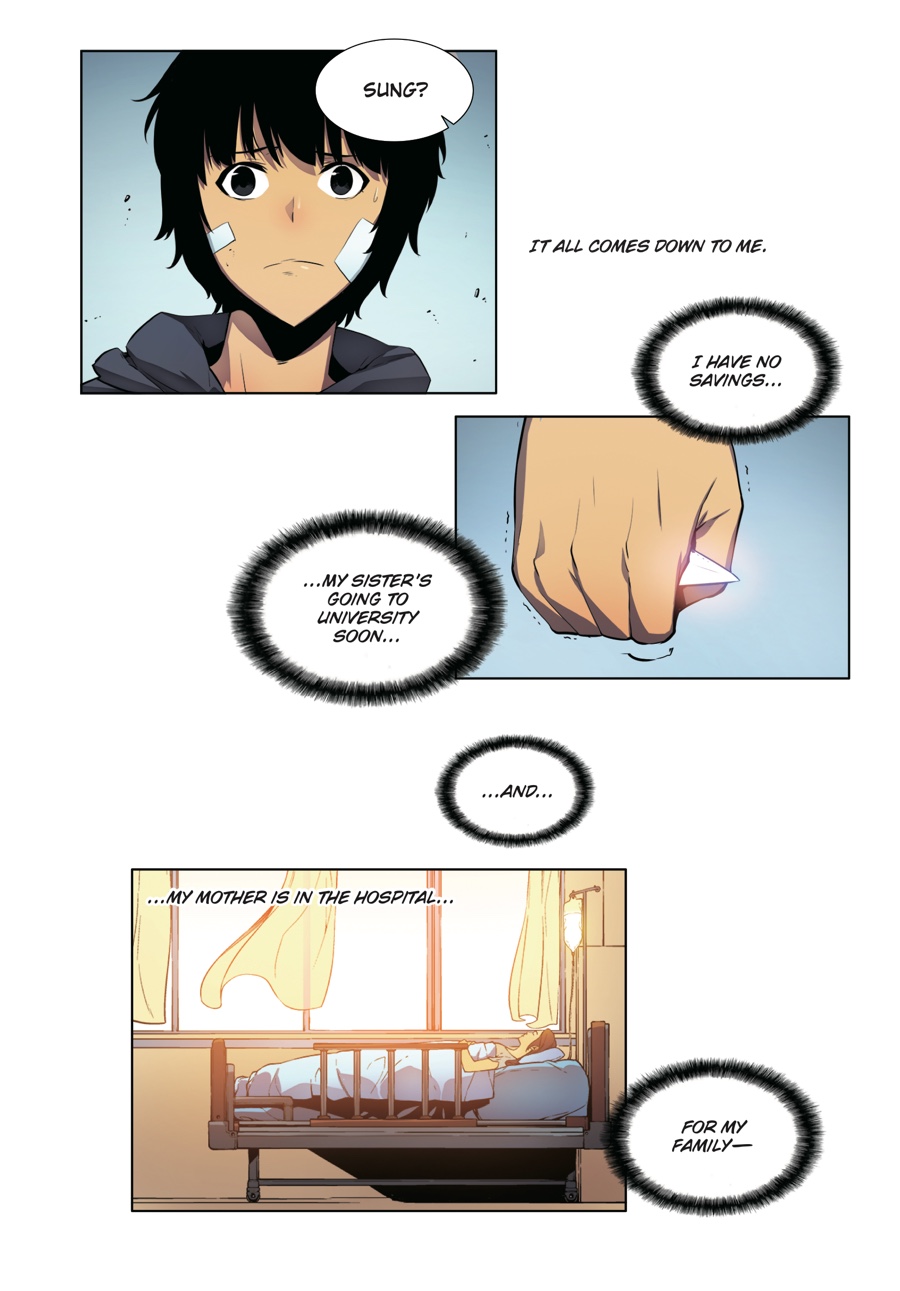 SUNG?
IT ALL COMES DOWN TO ME.
I HAVE NO
SAVINGS...
...MY SISTER'S
GOING TO
UNIVERSITY
SOON...
...AND...
...MY MOTHER IS IN THE HOSPITAL...
FOR MY
FAMILY—